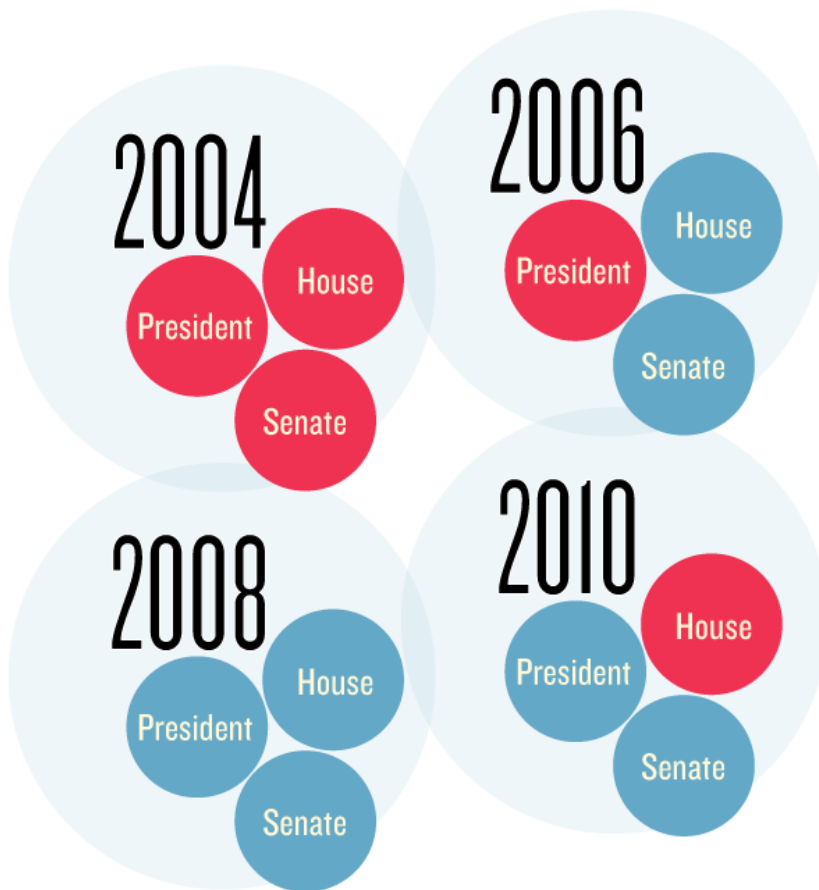 2004
House
President
Senate
2006
House
President
Senate
2008
House
President
Senate
2010
House
President
Senate